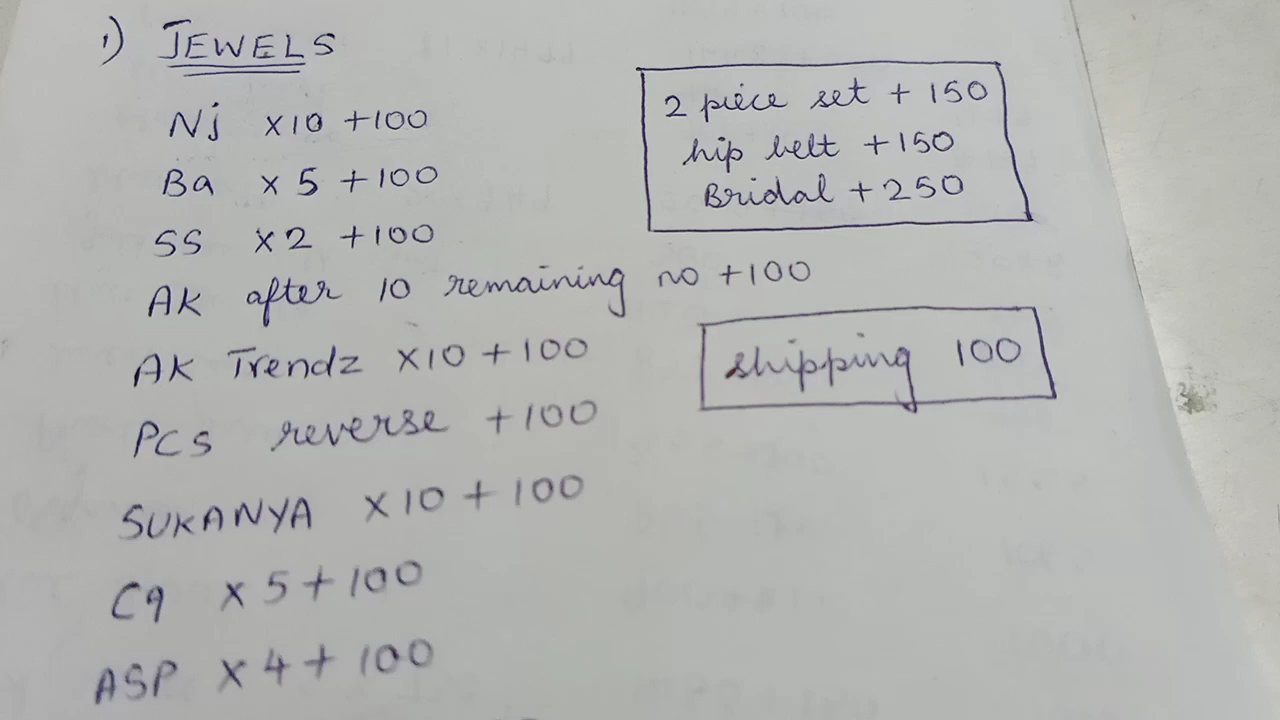 1) JEWELS
Nj x10 +100
Ba x 5 +100
SS x2 +100
AK after 10 remaining no +100
AK Trendz x10 +100
PCS reverse +100
SUKANYA x10 + 100
C9 x 5 + 100
ASP x 4 + 100
2 piece set + 150
hip belt +150
Bridal + 250
shipping 100